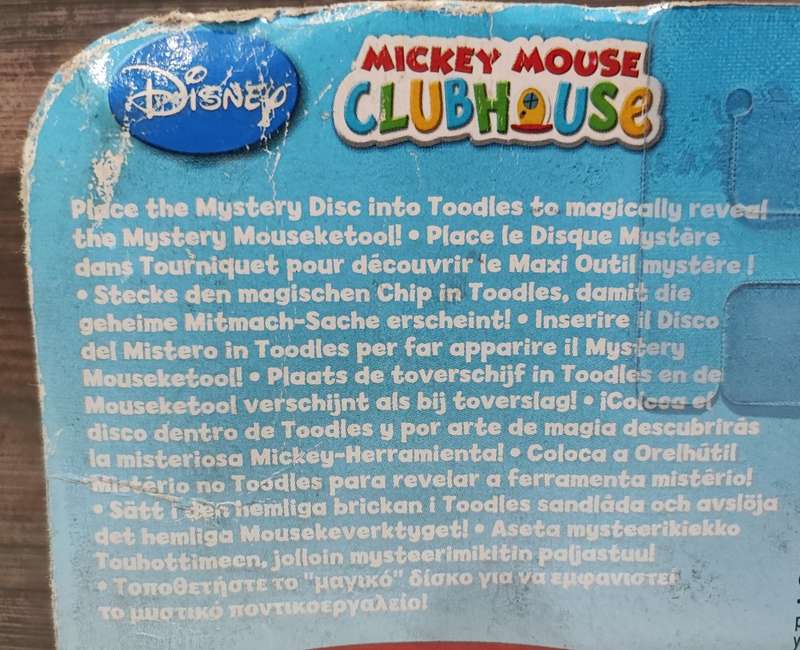 Disney
MICKEY MOUSE
CLUBHOUSE
Place the Mystery Disc into Toodles to magically reveal
the Mystery Mouseketool! • Place le Disque Mystère
dans Tourniquet pour découvrir le Maxi Outil mystère !
• Stecke den magischen Chip in Toodles, damit die
geheime Mitmach-Sache erscheint! • Inserire il Disco
del Mistero in Toodles per far apparire il Mystery
Mouseketool! • Plaats de toverschijf in Toodles en de
Mouseketool verschijnt als bij toverslag! • ¡Coloca el
disco dentro de Toodles y por arte de magia descubrirás
la misteriosa Mickey-Herramienta! • Coloca a Orelhútil
Mistério no Toodles para revelar a ferramenta mistério!
• Sätt i den hemliga brickan i Toodles sandlåda och avslöja
det hemliga Mousekeverktyget! • Aseta mysteerikiekko
Touhottimeen, jolloin mysteerimikitin paljastuu!
• Τοποθετήστε το "μαγικό" δίσκο για να εμφανιστεί
το μυστικό ποντικοεργαλείο!